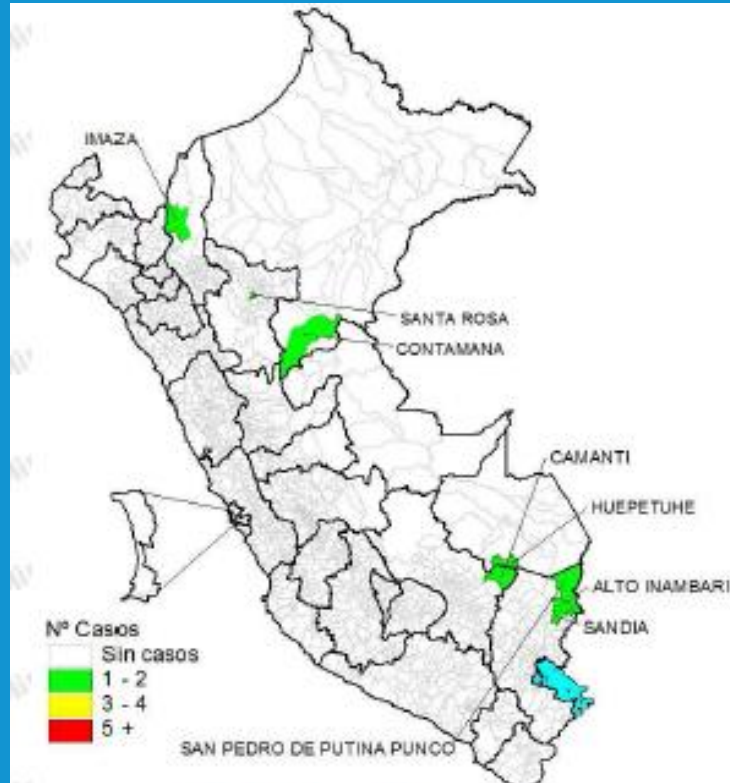 IMAZA
SANTA ROSA
CONTAMANA
CAMANTI
HUEPETUHE
ALTO INAMBARI
SANDIA
SAN PEDRO DE PUTINA PUNCO
Nº Casos
Sin casos
1 - 2
3 - 4
5 +